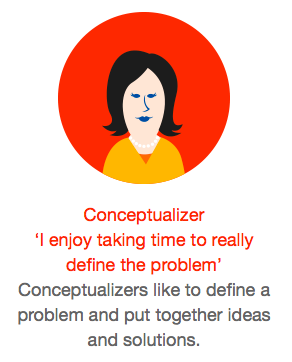 Conceptualizer
‘I enjoy taking time to really
define the problem’
Conceptualizers like to define a
problem and put together ideas
and solutions.